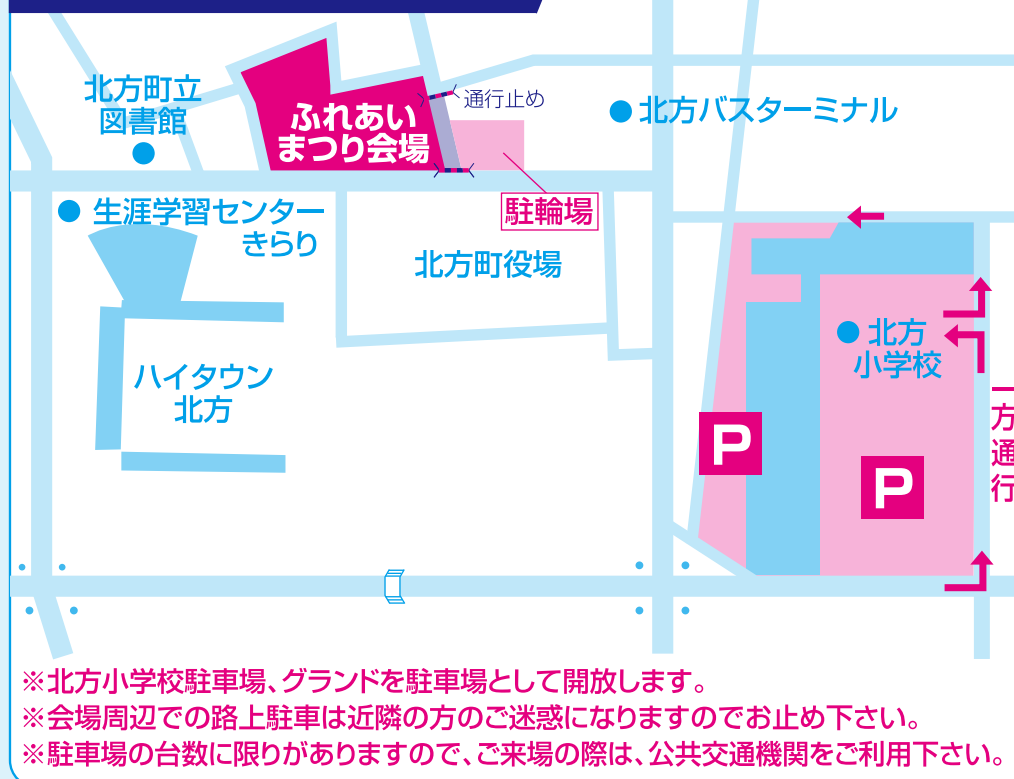 北方町立
図書館
ふれあい
まつり会場
通行止め
北方バスターミナル
生涯学習センター
きらり
駐輪場
北方町役場
北方
小学校
ハイタウン
北方
一方通行
P
P
※北方小学校駐車場、グランドを駐車場として開放します。
※会場周辺での路上駐車は近隣の方のご迷惑になりますのでお止め下さい。
※駐車場の台数に限りがありますので、ご来場の際は、公共交通機関をご利用下さい。